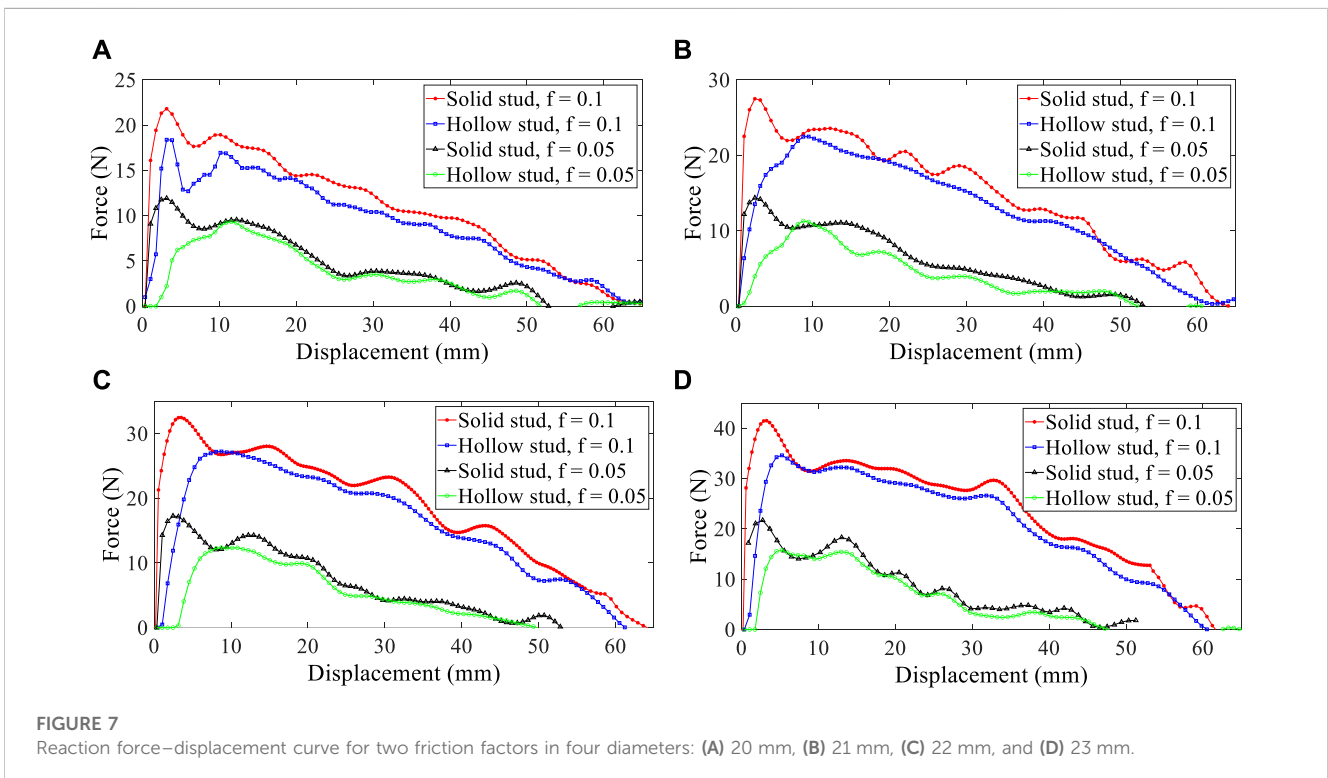 A
25
20
15
10
5
0
Force (N)
0 10 20 30 40 50 60
Displacement (mm)
Solid stud, f = 0.1
Hollow stud, f = 0.1
Solid stud, f = 0.05
Hollow stud, f = 0.05
B
30
20
10
0
Force (N)
0 10 20 30 40 50 60
Displacement (mm)
Solid stud, f = 0.1
Hollow stud, f = 0.1
Solid stud, f = 0.05
Hollow stud, f = 0.05
C
30
20
10
0
Force (N)
0 10 20 30 40 50 60
Displacement (mm)
Solid stud, f = 0.1
Hollow stud, f = 0.1
Solid stud, f = 0.05
Hollow stud, f = 0.05
D
40
30
20
10
0
Force (N)
0 10 20 30 40 50 60
Displacement (mm)
Solid stud, f = 0.1
Hollow stud, f = 0.1
Solid stud, f = 0.05
Hollow stud, f = 0.05
FIGURE 7
Reaction force–displacement curve for two friction factors in four diameters: (A) 20 mm, (B) 21 mm, (C) 22 mm, and (D) 23 mm.